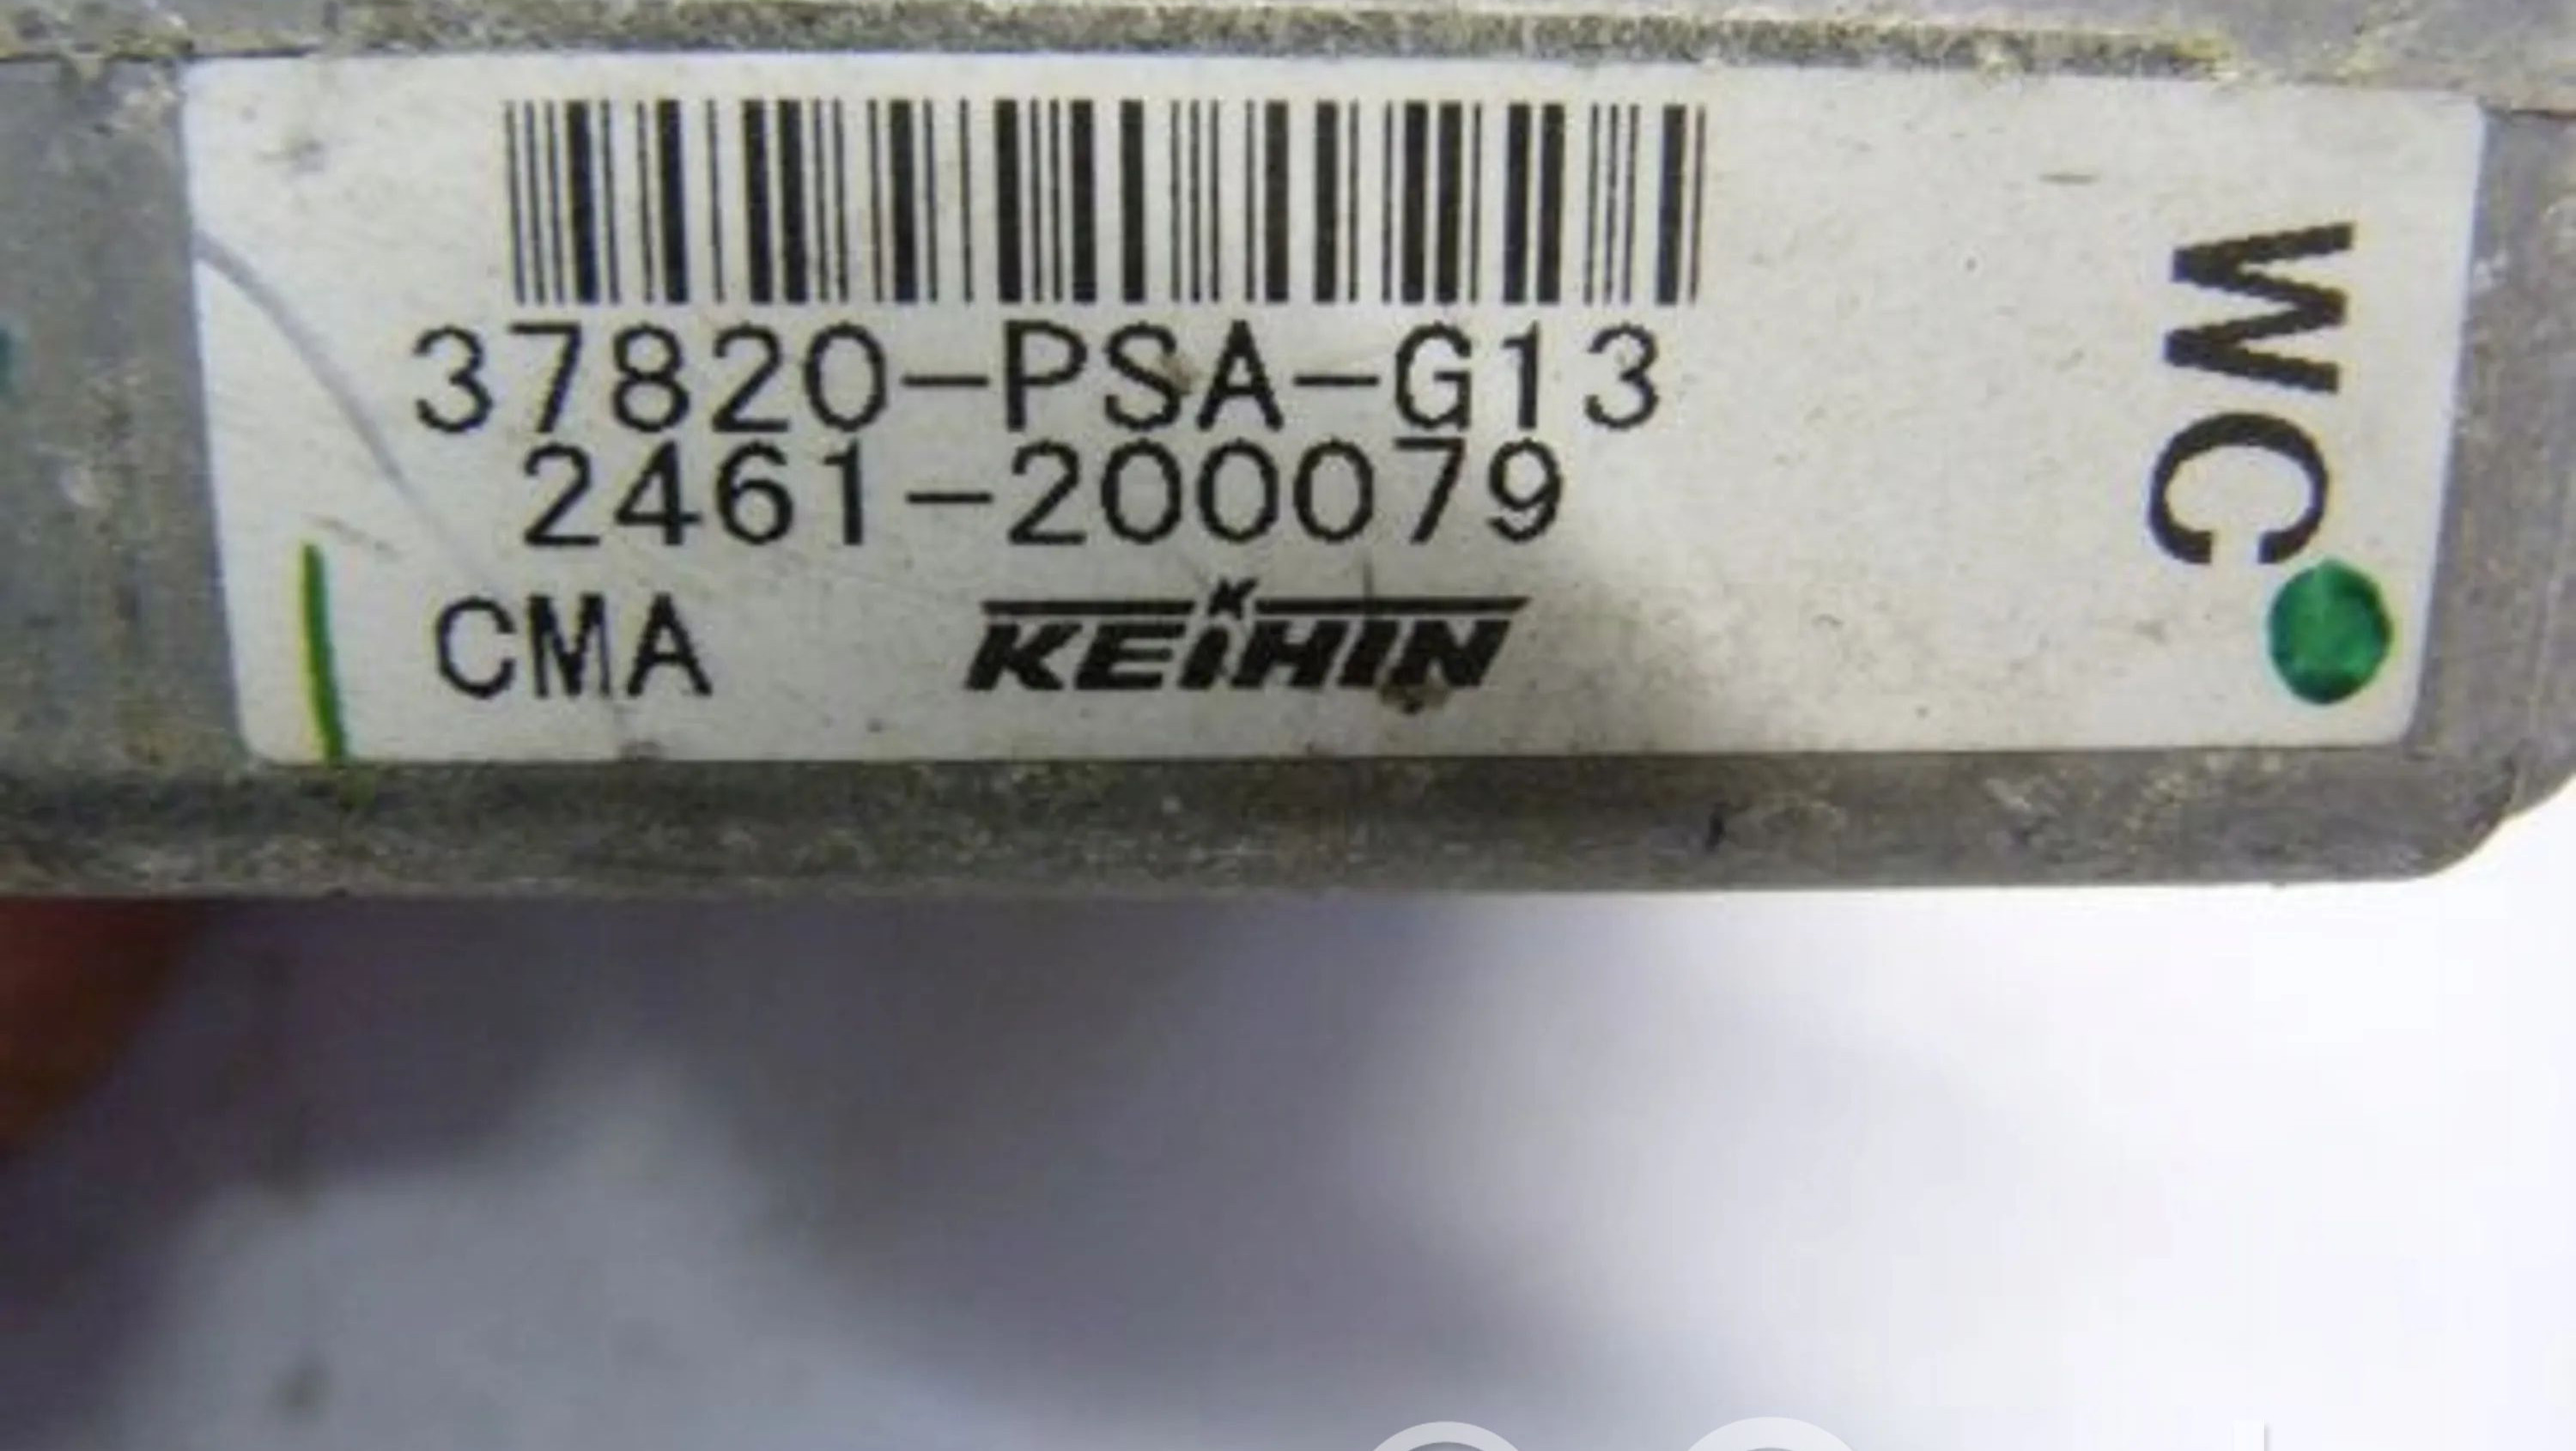 37820-PSA-G13
2461-200079
CMA
KEIHIN
WC